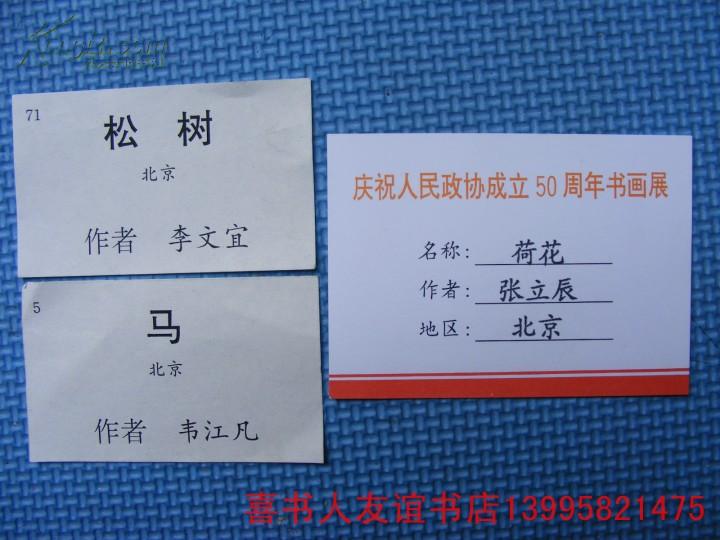 71
松 树
北京
作者 李文宜
5
马
北京
作者 韦江凡
庆祝人民政协成立50周年书画展
名称: 荷花
作者: 张立辰
地区: 北京
喜书人友谊书店13995821475